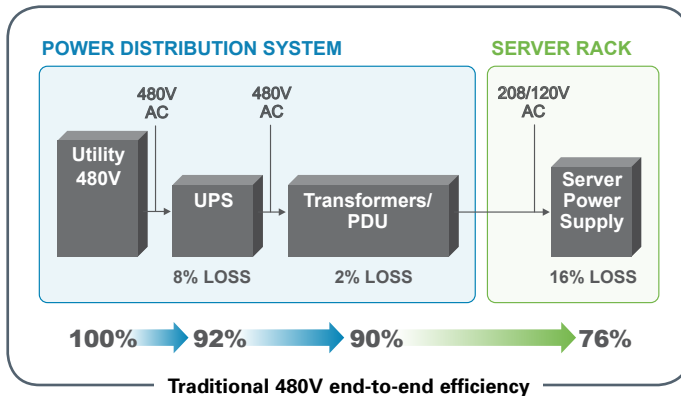 POWER DISTRIBUTION SYSTEM
SERVER RACK
480V
AC
480V
AC
208/120V
AC
Utility
480V
UPS
Transformers/
PDU
Server
Power
Supply
8% LOSS
2% LOSS
16% LOSS
100%
92%
90%
76%
Traditional 480V end-to-end efficiency